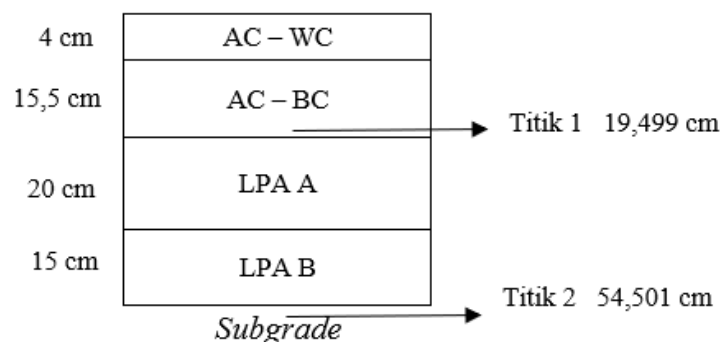 4 cm
AC – WC
15,5 cm
AC – BC
Titik 1 19,499 cm
20 cm
LPA A
15 cm
LPA B
Titik 2 54,501 cm
Subgrade